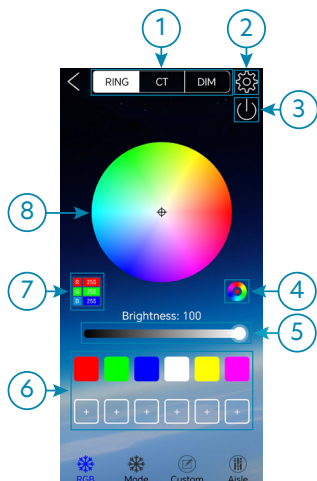 1
2
RING CT DIM
3
8
7
R 255
G 255
B 255
4
Brightness: 100
5
6
+ + + + + +
RGB Mode Custom Aisle